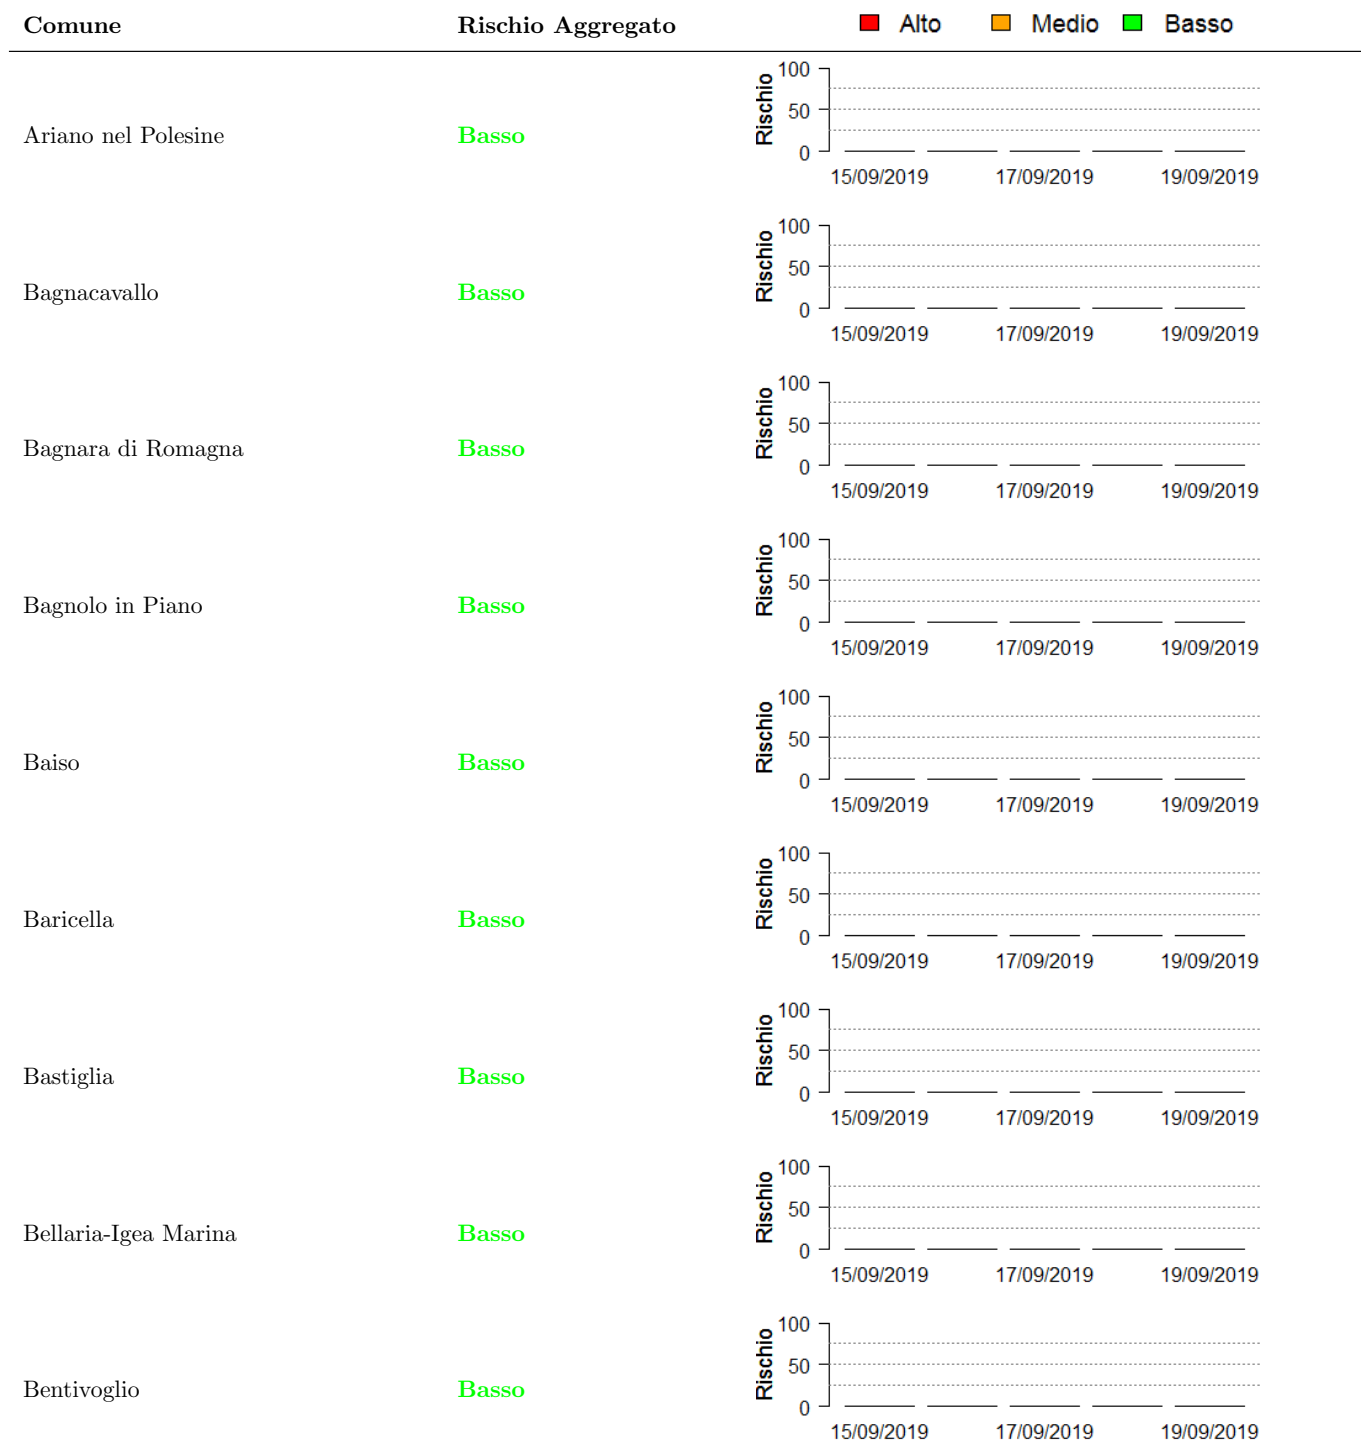 Comune Rischio Aggregato Alto Medio Basso
100
50
0
Rischio
Ariano nel Polesine Basso
15/09/2019 17/09/2019 19/09/2019
100
50
0
Rischio
Bagnacavallo Basso
15/09/2019 17/09/2019 19/09/2019
100
50
0
Rischio
Bagnara di Romagna Basso
15/09/2019 17/09/2019 19/09/2019
100
50
0
Rischio
Bagnolo in Piano Basso
15/09/2019 17/09/2019 19/09/2019
100
50
0
Rischio
Baiso Basso
15/09/2019 17/09/2019 19/09/2019
100
50
0
Rischio
Baricella Basso
15/09/2019 17/09/2019 19/09/2019
100
50
0
Rischio
Bastiglia Basso
15/09/2019 17/09/2019 19/09/2019
100
50
0
Rischio
Bellaria-Igea Marina Basso
15/09/2019 17/09/2019 19/09/2019
100
50
0
Rischio
Bentivoglio Basso
15/09/2019 17/09/2019 19/09/2019